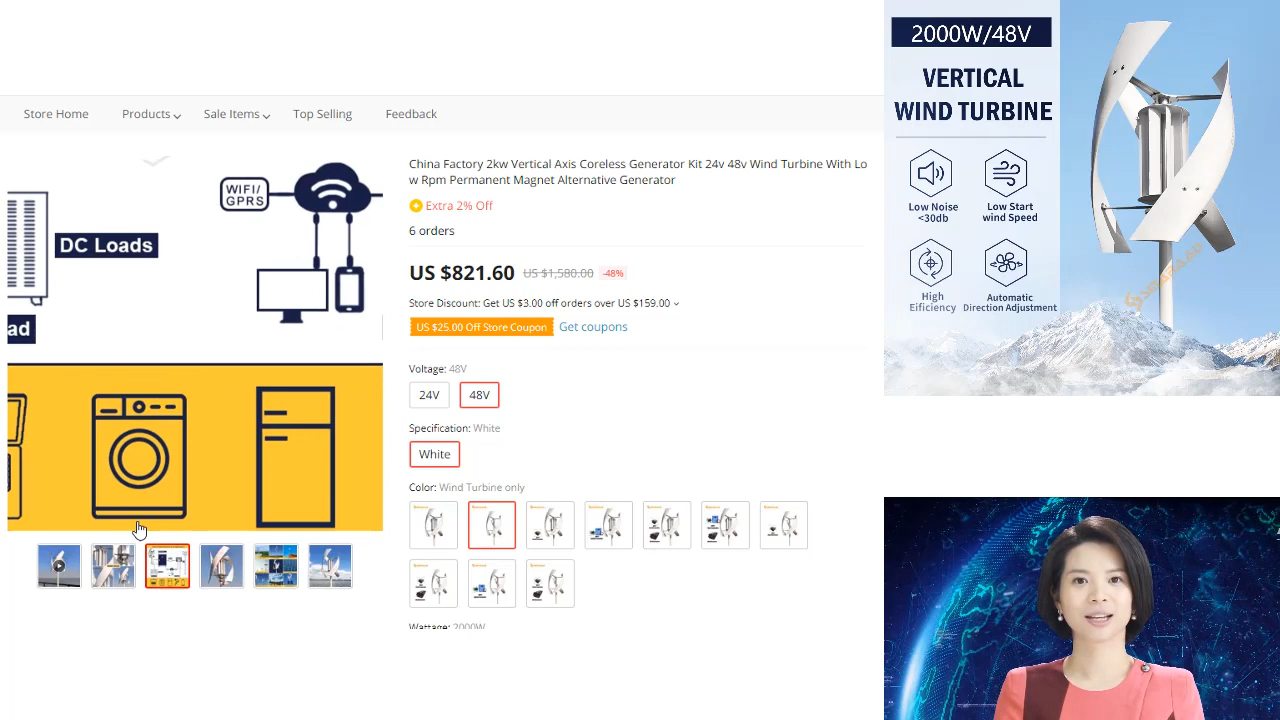 Store Home
Products
Sale Items
Top Selling
Feedback
WIFI/
GPRS
DC Loads
ad
China Factory 2kw Vertical Axis Coreless Generator Kit 24v 48v Wind Turbine With Lo
w Rpm Permanent Magnet Alternative Generator
Extra 2% Off
6 orders
US $821.60 US $1,580.00 -48%
Store Discount: Get US $3.00 off orders over US $159.00
US $25.00 Off Store Coupon Get coupons
Voltage: 48V
24V 48V
Specification: White
White
Color: Wind Turbine only
Wattage: 2000W
2000W/48V
VERTICAL
WIND TURBINE
Low Noise
<30db
Low Start
wind Speed
High
Eificiency
Automatic
Direction Adjustment